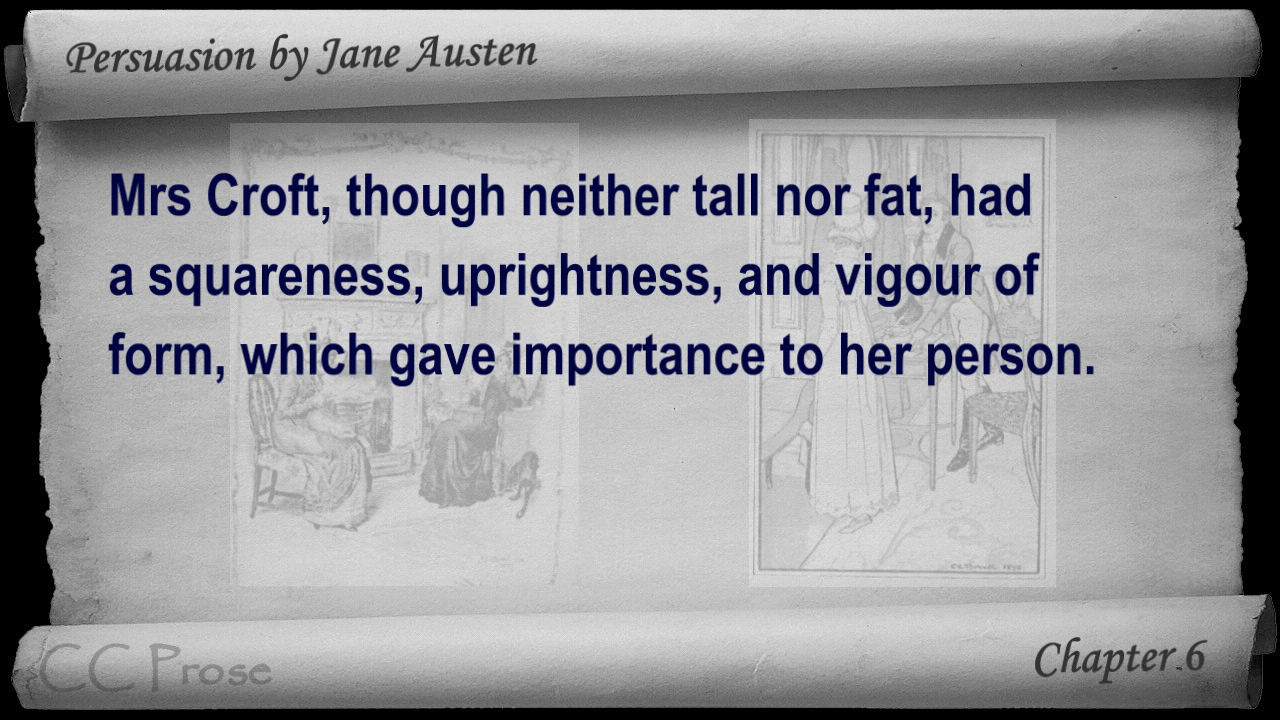 Persuasion by Jane Austen
Mrs Croft, though neither tall nor fat, had
a squareness, uprightness, and vigour of
form, which gave importance to her person.
CC Prose
Chapter 6